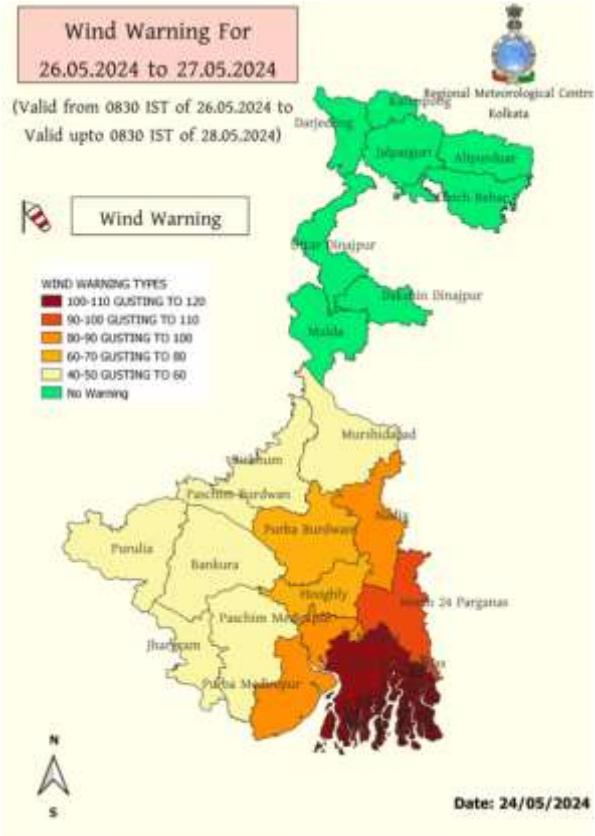 Wind Warning For
26.05.2024 to 27.05.2024
(Valid from 0830 IST of 26.05.2024 to
Valid upto 0830 IST of 28.05.2024)
Regional Meteorological Centre
Kolkata
Kalimpong
Darjeeling
Jalpaiguri
Alipurduar
Cooch Behar
Wind Warning
Uttar Dinajpur
Dakshin Dinajpur
Malda
WIND WARNING TYPES
100-110 GUSTING TO 120
90-100 GUSTING TO 110
80-90 GUSTING TO 100
60-70 GUSTING TO 80
40-50 GUSTING TO 60
No Warning
Murshidabad
Birbhum
Paschim Burdwan
Nadia
Purba Burdwan
Purulia
Bankura
Hooghly
North 24 Parganas
Paschim Medinipur
Jhargram
Purba Medinipur
N
S
Date: 24/05/2024